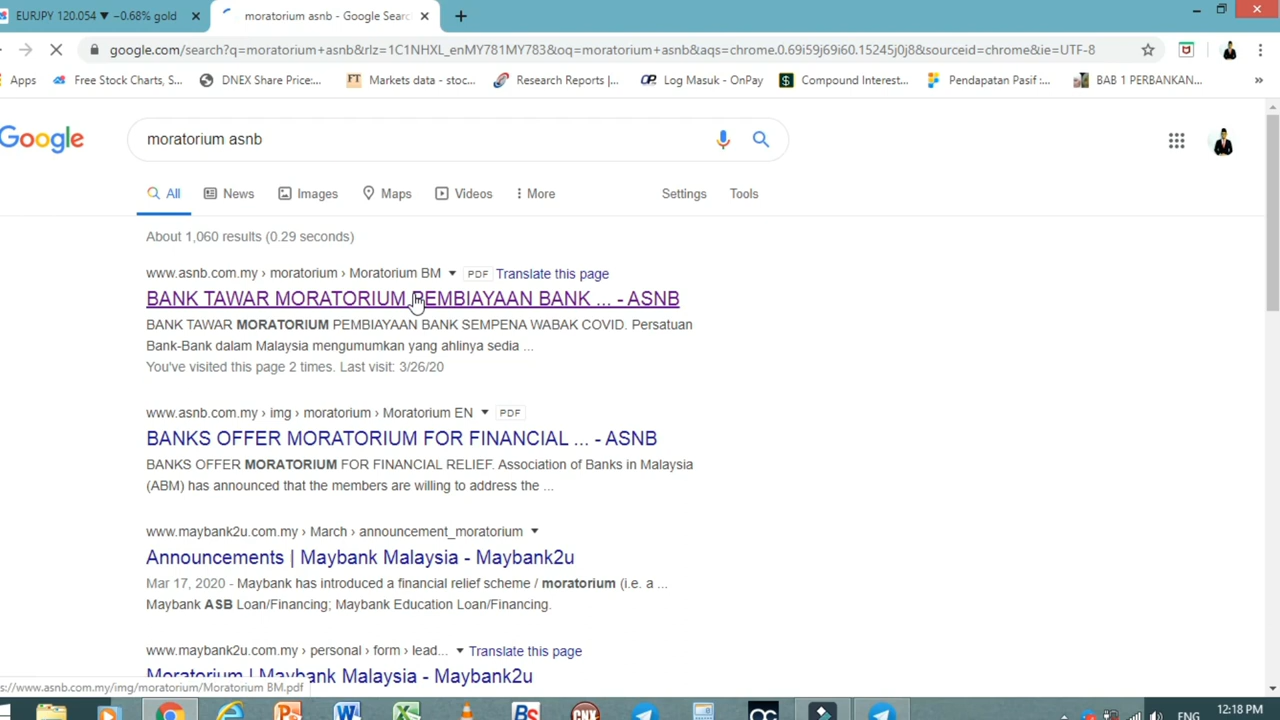 EURJPY 120.054 ▼ −0.68% gold
moratorium asnb - Google Searc
google.com/search?q=moratorium+asnb&rlz=1C1NHXL_enMY781MY783&oq=moratorium+asnb&aqs=chrome.0.69i59j69i60.15245j0j8&sourceid=chrome&ie=UTF-8
Apps Free Stock Charts, S... DNEX Share Price:... FT Markets data - stoc... Research Reports |... Log Masuk - OnPay Compound Interest... Pendapatan Pasif :... BAB 1 PERBANKAN... »
Google
moratorium asnb
All News Images Maps Videos More Settings Tools
About 1,060 results (0.29 seconds)
www.asnb.com.my › moratorium › Moratorium BM PDF Translate this page
BANK TAWAR MORATORIUM PEMBIAYAAN BANK ... - ASNB
BANK TAWAR MORATORIUM PEMBIAYAAN BANK SEMPENA WABAK COVID. Persatuan
Bank-Bank dalam Malaysia mengumumkan yang ahlinya sedia ...
You've visited this page 2 times. Last visit: 3/26/20
www.asnb.com.my › img › moratorium › Moratorium EN PDF
BANKS OFFER MORATORIUM FOR FINANCIAL ... - ASNB
BANKS OFFER MORATORIUM FOR FINANCIAL RELIEF. Association of Banks in Malaysia
(ABM) has announced that the members are willing to address the ...
www.maybank2u.com.my › March › announcement_moratorium
Announcements | Maybank Malaysia - Maybank2u
Mar 17, 2020 - Maybank has introduced a financial relief scheme / moratorium (i.e. a ...
Maybank ASB Loan/Financing; Maybank Education Loan/Financing.
www.maybank2u.com.my › personal › form › lead... Translate this page
Moratorium | Maybank Malaysia - Maybank2u
s://www.asnb.com.my/img/moratorium/Moratorium BM.pdf
BS CNX OC ENG 12:18 PM